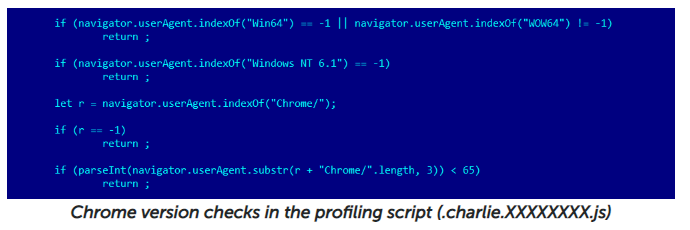 if (navigator.userAgent.indexOf("Win64") == -1 || navigator.userAgent.indexOf("WOW64") != -1)
return ;
if (navigator.userAgent.indexOf("Windows NT 6.1") == -1)
return ;
let r = navigator.userAgent.indexOf("Chrome/");
if (r == -1)
return ;
if (parseInt(navigator.userAgent.substr(r + "Chrome/".length, 3)) < 65)
return ;
Chrome version checks in the profiling script (.charlie.XXXXXXXX.js)